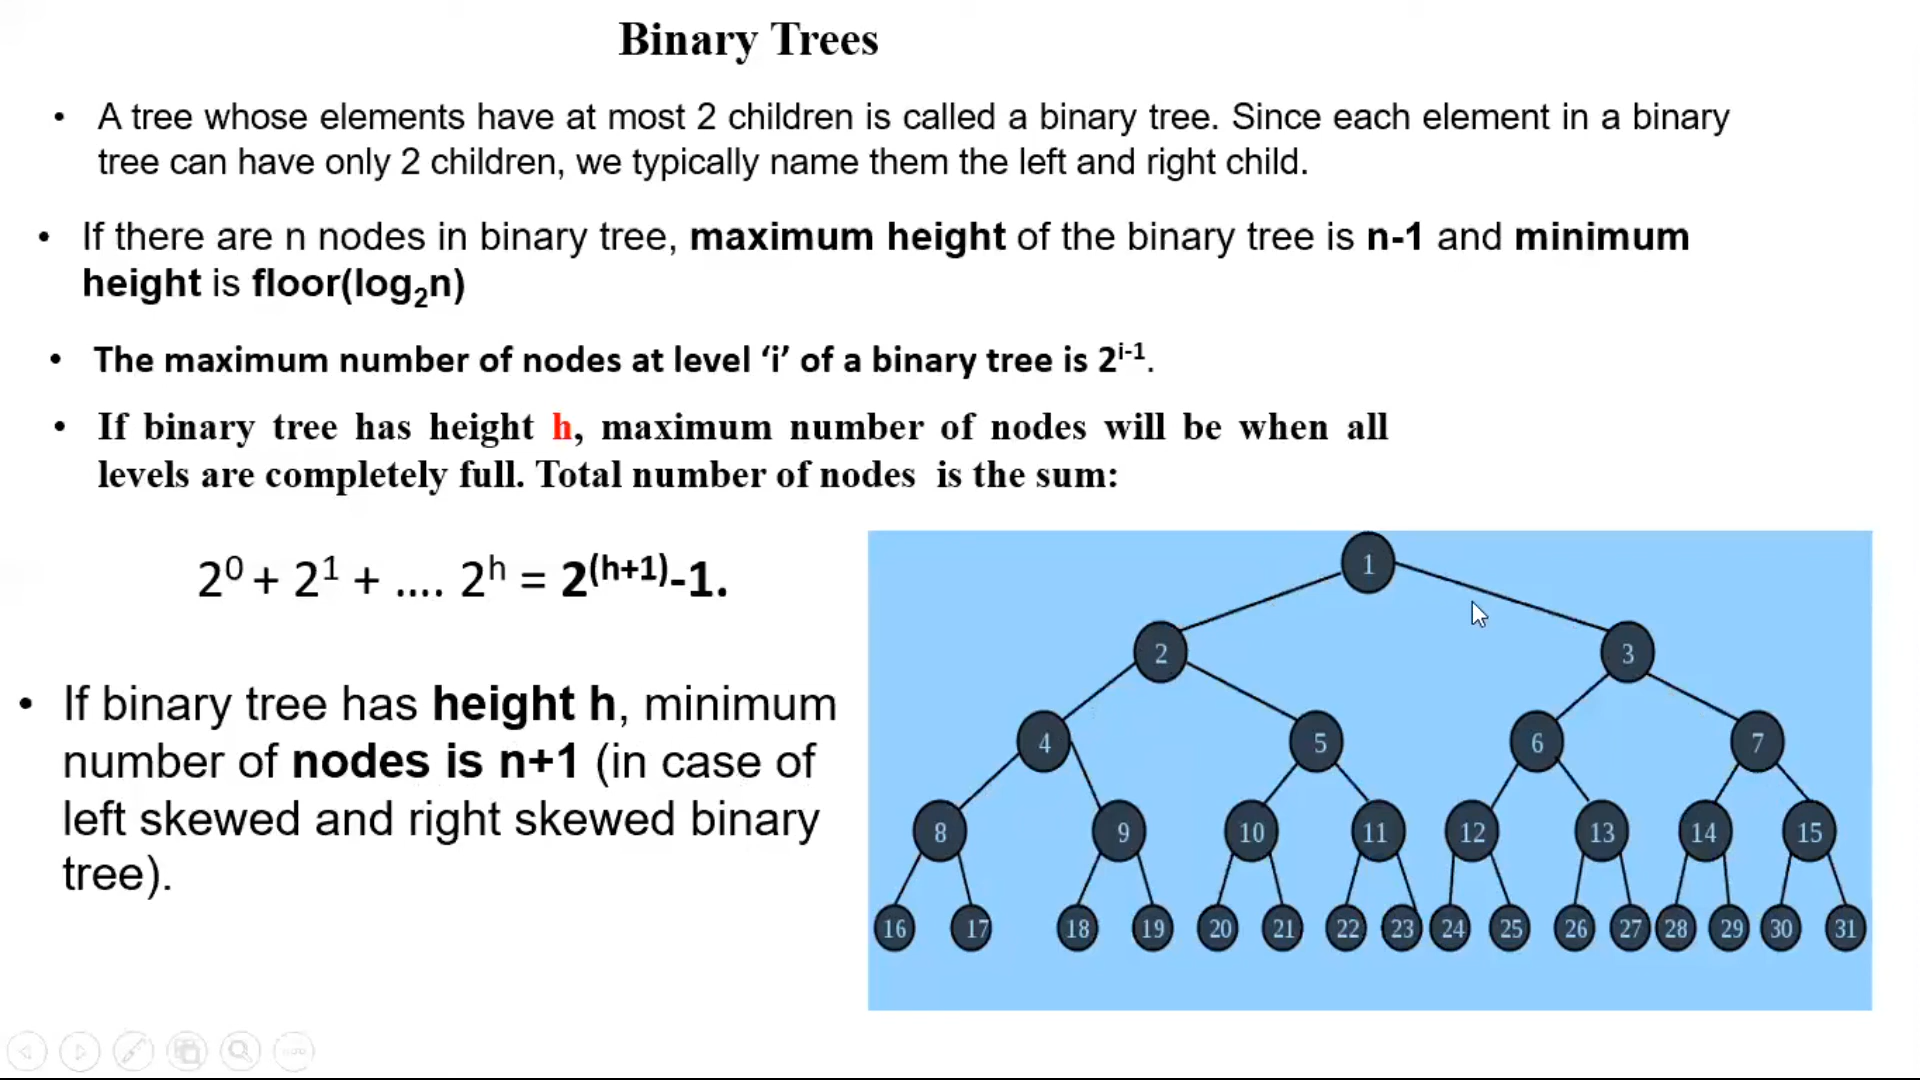 Binary Trees
• A tree whose elements have at most 2 children is called a binary tree. Since each element in a binary
tree can have only 2 children, we typically name them the left and right child.
• If there are n nodes in binary tree, maximum height of the binary tree is n-1 and minimum
height is floor(log₂n)
• The maximum number of nodes at level ‘i’ of a binary tree is 2ⁱ⁻¹.
• If binary tree has height h, maximum number of nodes will be when all
levels are completely full. Total number of nodes is the sum:
2⁰ + 2¹ + .... 2ʰ = 2⁽ʰ⁺¹⁾-1.
• If binary tree has height h, minimum
number of nodes is n+1 (in case of
left skewed and right skewed binary
tree).
1
2 3
4 5 6 7
8 9 10 11 12 13 14 15
16 17 18 19 20 21 22 23 24 25 26 27 28 29 30 31